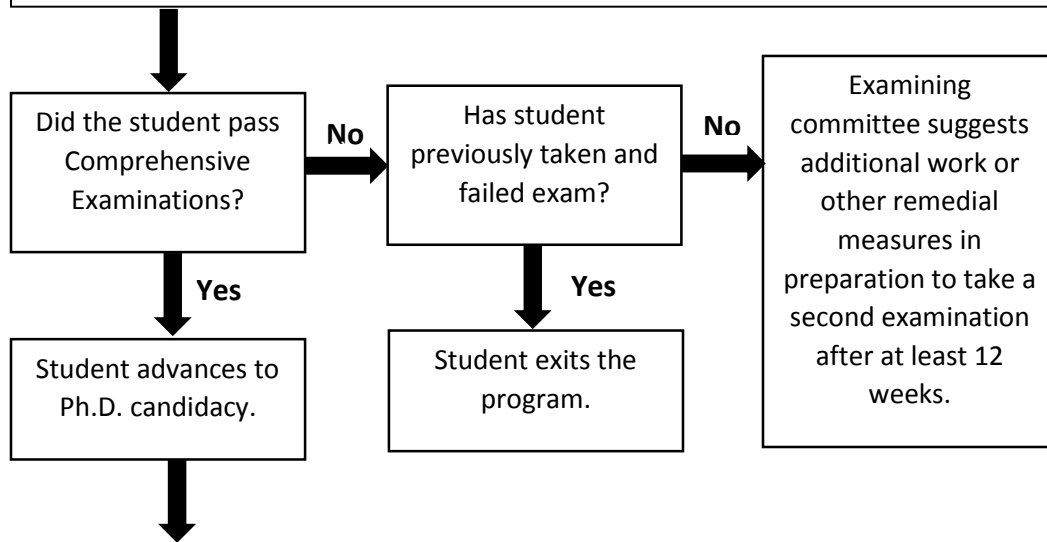 Did the student pass
Comprehensive
Examinations?
No
Has student
previously taken and
failed exam?
No
Examining
committee suggests
additional work or
other remedial
measures in
preparation to take a
second examination
after at least 12
weeks.
Yes
Student advances to
Ph.D. candidacy.
Yes
Student exits the
program.